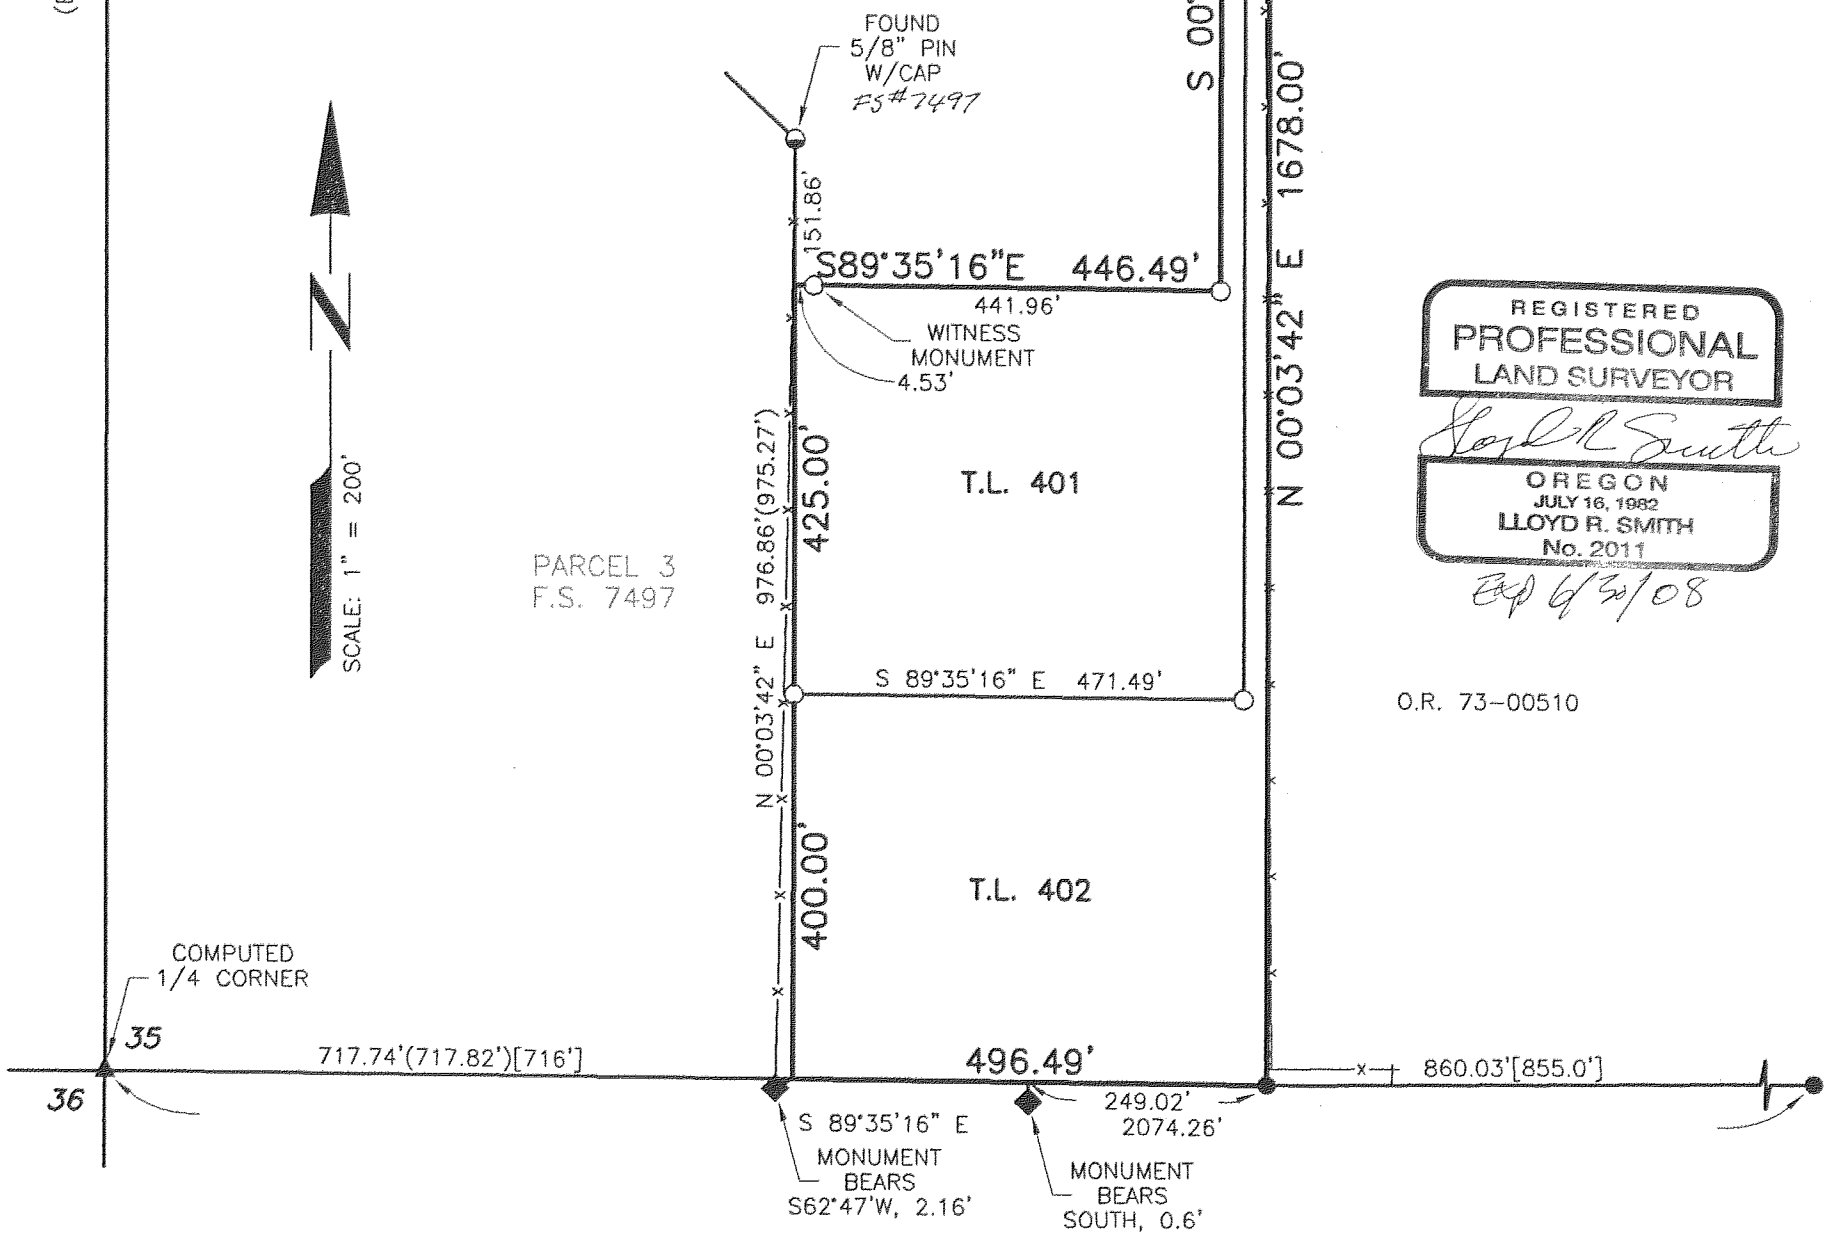 FOUND
5/8" PIN
W/CAP
FS#7497
S 00°
N 00°03'42" E 1678.00'
151.86'
S89°35'16"E 446.49'
441.96'
WITNESS
MONUMENT
4.53'
N
SCALE: 1" = 200'
REGISTERED
PROFESSIONAL
LAND SURVEYOR
Lloyd R Smith
OREGON
JULY 16, 1982
LLOYD R. SMITH
No. 2011
Exp 6/30/08
N 00°03'42" E 976.86'(975.27')
425.00'
T.L. 401
PARCEL 3
F.S. 7497
S 89°35'16" E 471.49'
O.R. 73-00510
400.00'
T.L. 402
COMPUTED
1/4 CORNER
35
36
717.74'(717.82')[716']
496.49'
860.03'[855.0']
249.02'
S 89°35'16" E 2074.26'
MONUMENT
BEARS
S62°47'W, 2.16'
MONUMENT
BEARS
SOUTH, 0.6'